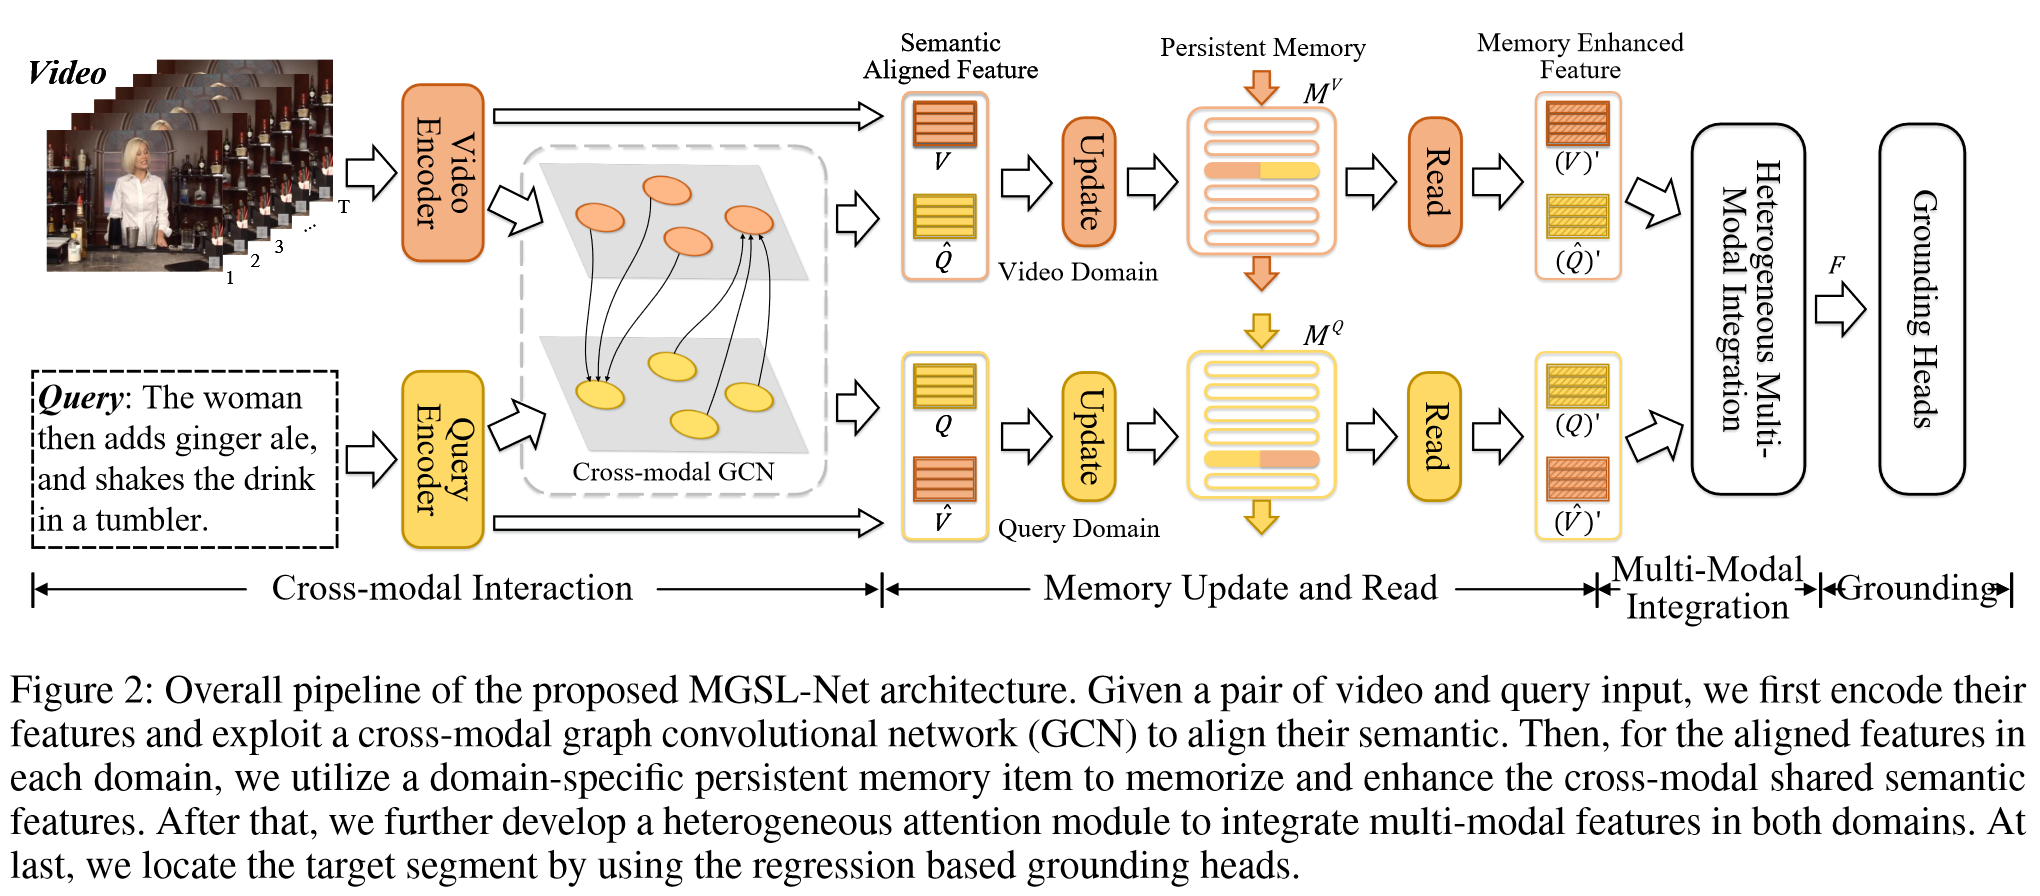 Video
1
2
3
...
T
Video Encoder
Query: The woman
then adds ginger ale,
and shakes the drink
in a tumbler.
Query Encoder
Cross-modal GCN
Semantic
Aligned Feature
V
Q̂
Update
Video Domain
Persistent Memory
M^V
Read
Memory Enhanced
Feature
(V)'
(Q̂)'
Q
V̂
Update
Query Domain
M^Q
Read
(Q)'
(V̂)'
Heterogeneous Multi-
Modal Integration
F
Grounding Heads
Cross-modal Interaction
Memory Update and Read
Multi-Modal
Integration
Grounding
Figure 2: Overall pipeline of the proposed MGSL-Net architecture. Given a pair of video and query input, we first encode their
features and exploit a cross-modal graph convolutional network (GCN) to align their semantic. Then, for the aligned features in
each domain, we utilize a domain-specific persistent memory item to memorize and enhance the cross-modal shared semantic
features. After that, we further develop a heterogeneous attention module to integrate multi-modal features in both domains. At
last, we locate the target segment by using the regression based grounding heads.